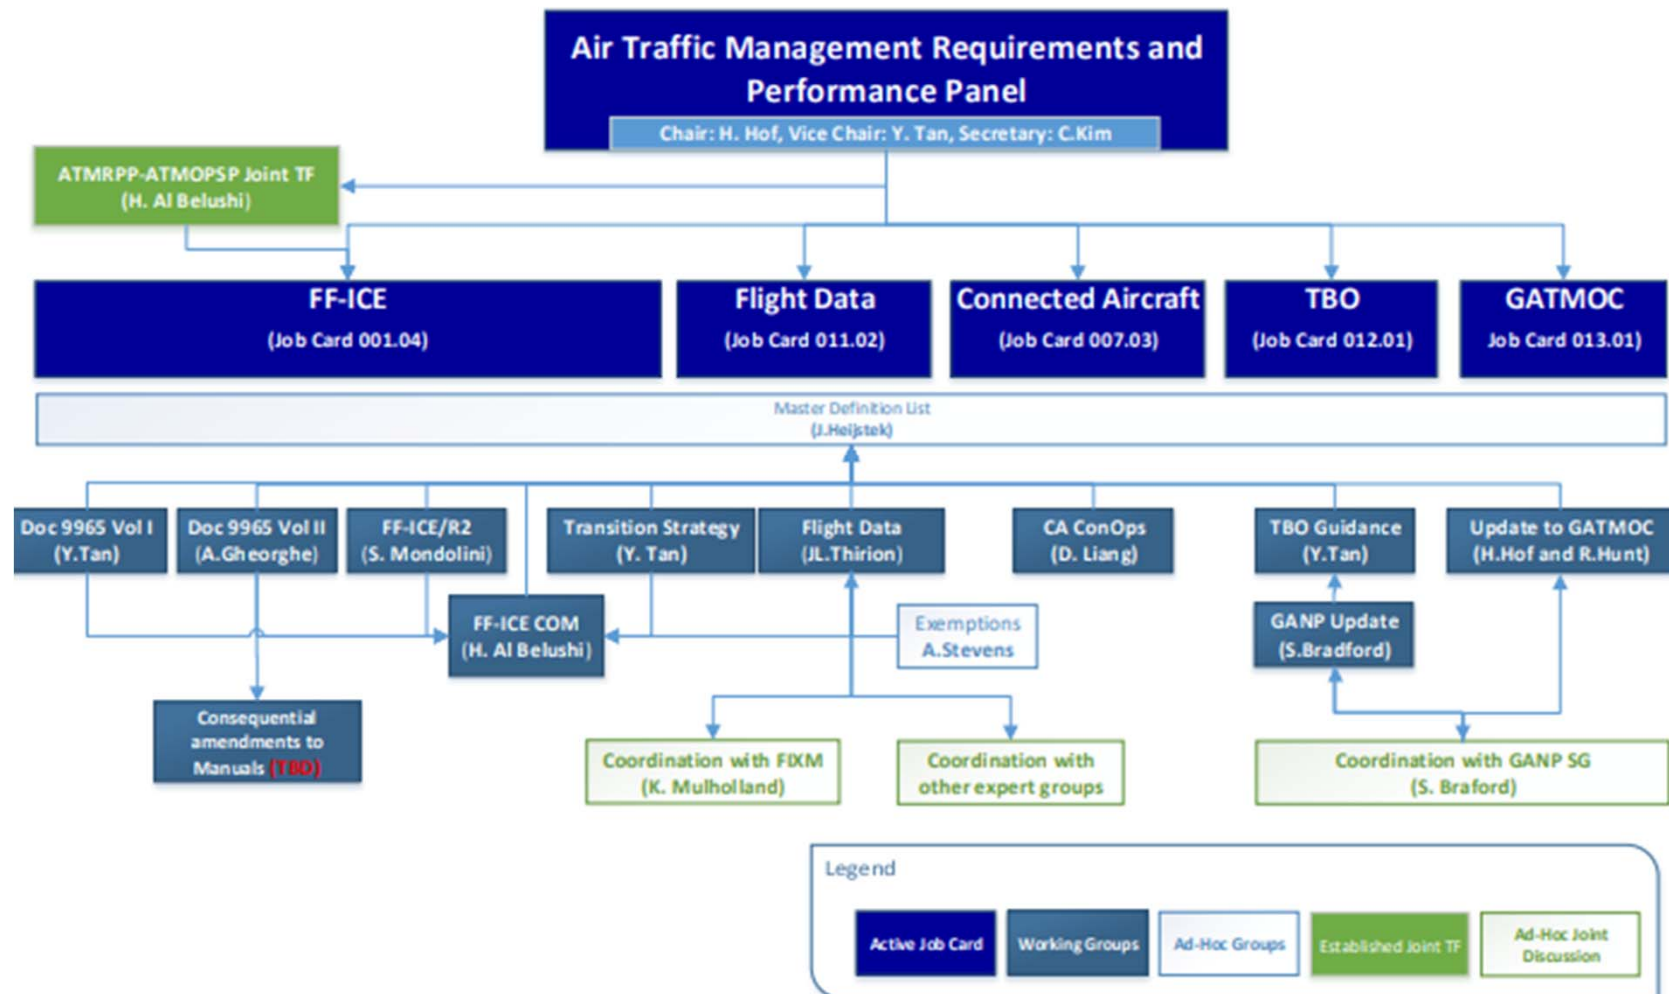 Air Traffic Management Requirements and
Performance Panel
Chair: H. Hof, Vice Chair: Y. Tan, Secretary: C.Kim
ATMRPP-ATMOPSP Joint TF
(H. Al Belushi)
FF-ICE
(Job Card 001.04)
Flight Data
(Job Card 011.02)
Connected Aircraft
(Job Card 007.03)
TBO
(Job Card 012.01)
GATMOC
Job Card 013.01)
Master Definition List
(J.Heijstek)
Doc 9965 Vol I
(Y.Tan)
Doc 9965 Vol II
(A.Gheorghe)
FF-ICE/R2
(S. Mondolini)
Transition Strategy
(Y. Tan)
Flight Data
(JL.Thirion)
CA ConOps
(D. Liang)
TBO Guidance
(Y.Tan)
Update to GATMOC
(H.Hof and R.Hunt)
FF-ICE COM
(H. Al Belushi)
Exemptions
A.Stevens
GANP Update
(S.Bradford)
Consequential
amendments to
Manuals (TBD)
Coordination with FIXM
(K. Mulholland)
Coordination with
other expert groups
Coordination with GANP SG
(S. Braford)
Legend
Active Job Card
Working Groups
Ad-Hoc Groups
Established Joint TF
Ad-Hoc Joint
Discussion